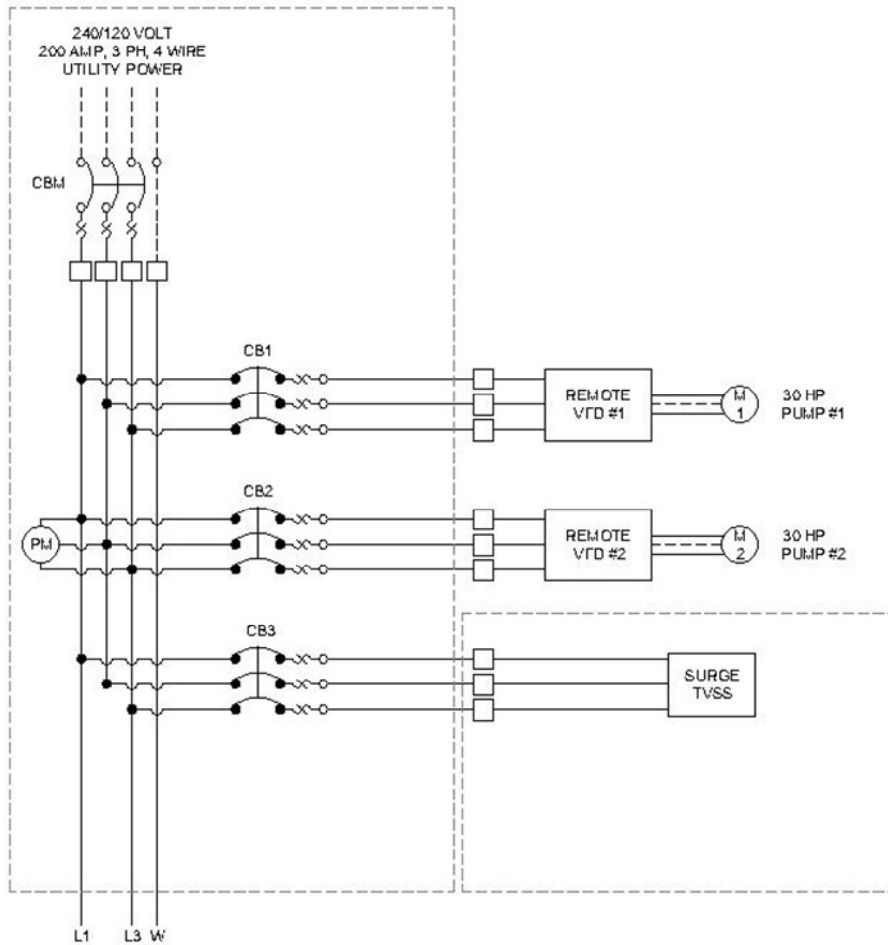 240/120 VOLT
200 AMP, 3 PH, 4 WIRE
UTILITY POWER
CBM
CB1
REMOTE
VFD #1
M
1
30 HP
PUMP #1
CB2
PM
REMOTE
VFD #2
M
2
30 HP
PUMP #2
CB3
SURGE
TVSS
L1 L3 W